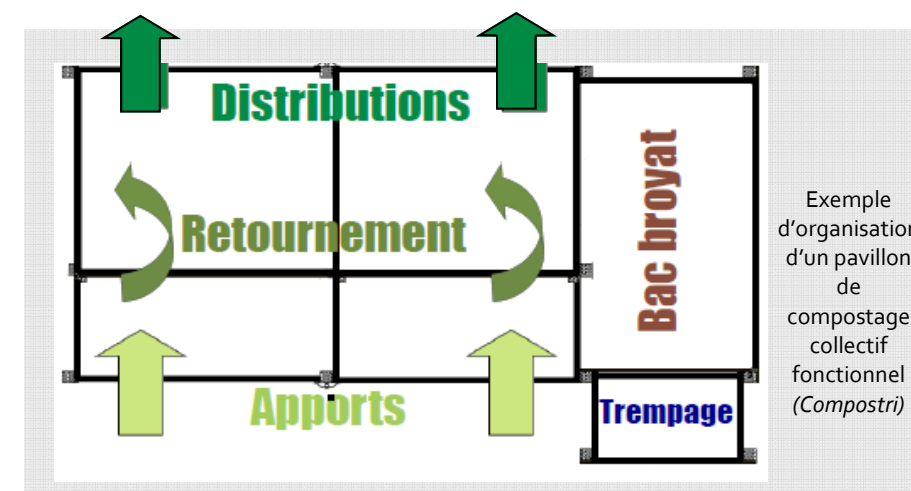 Distributions
Retournement
Apports
Bac broyat
Trempage
Exemple
d'organisation
d'un pavillon
de
compostage
collectif
fonctionnel
(Compostri)